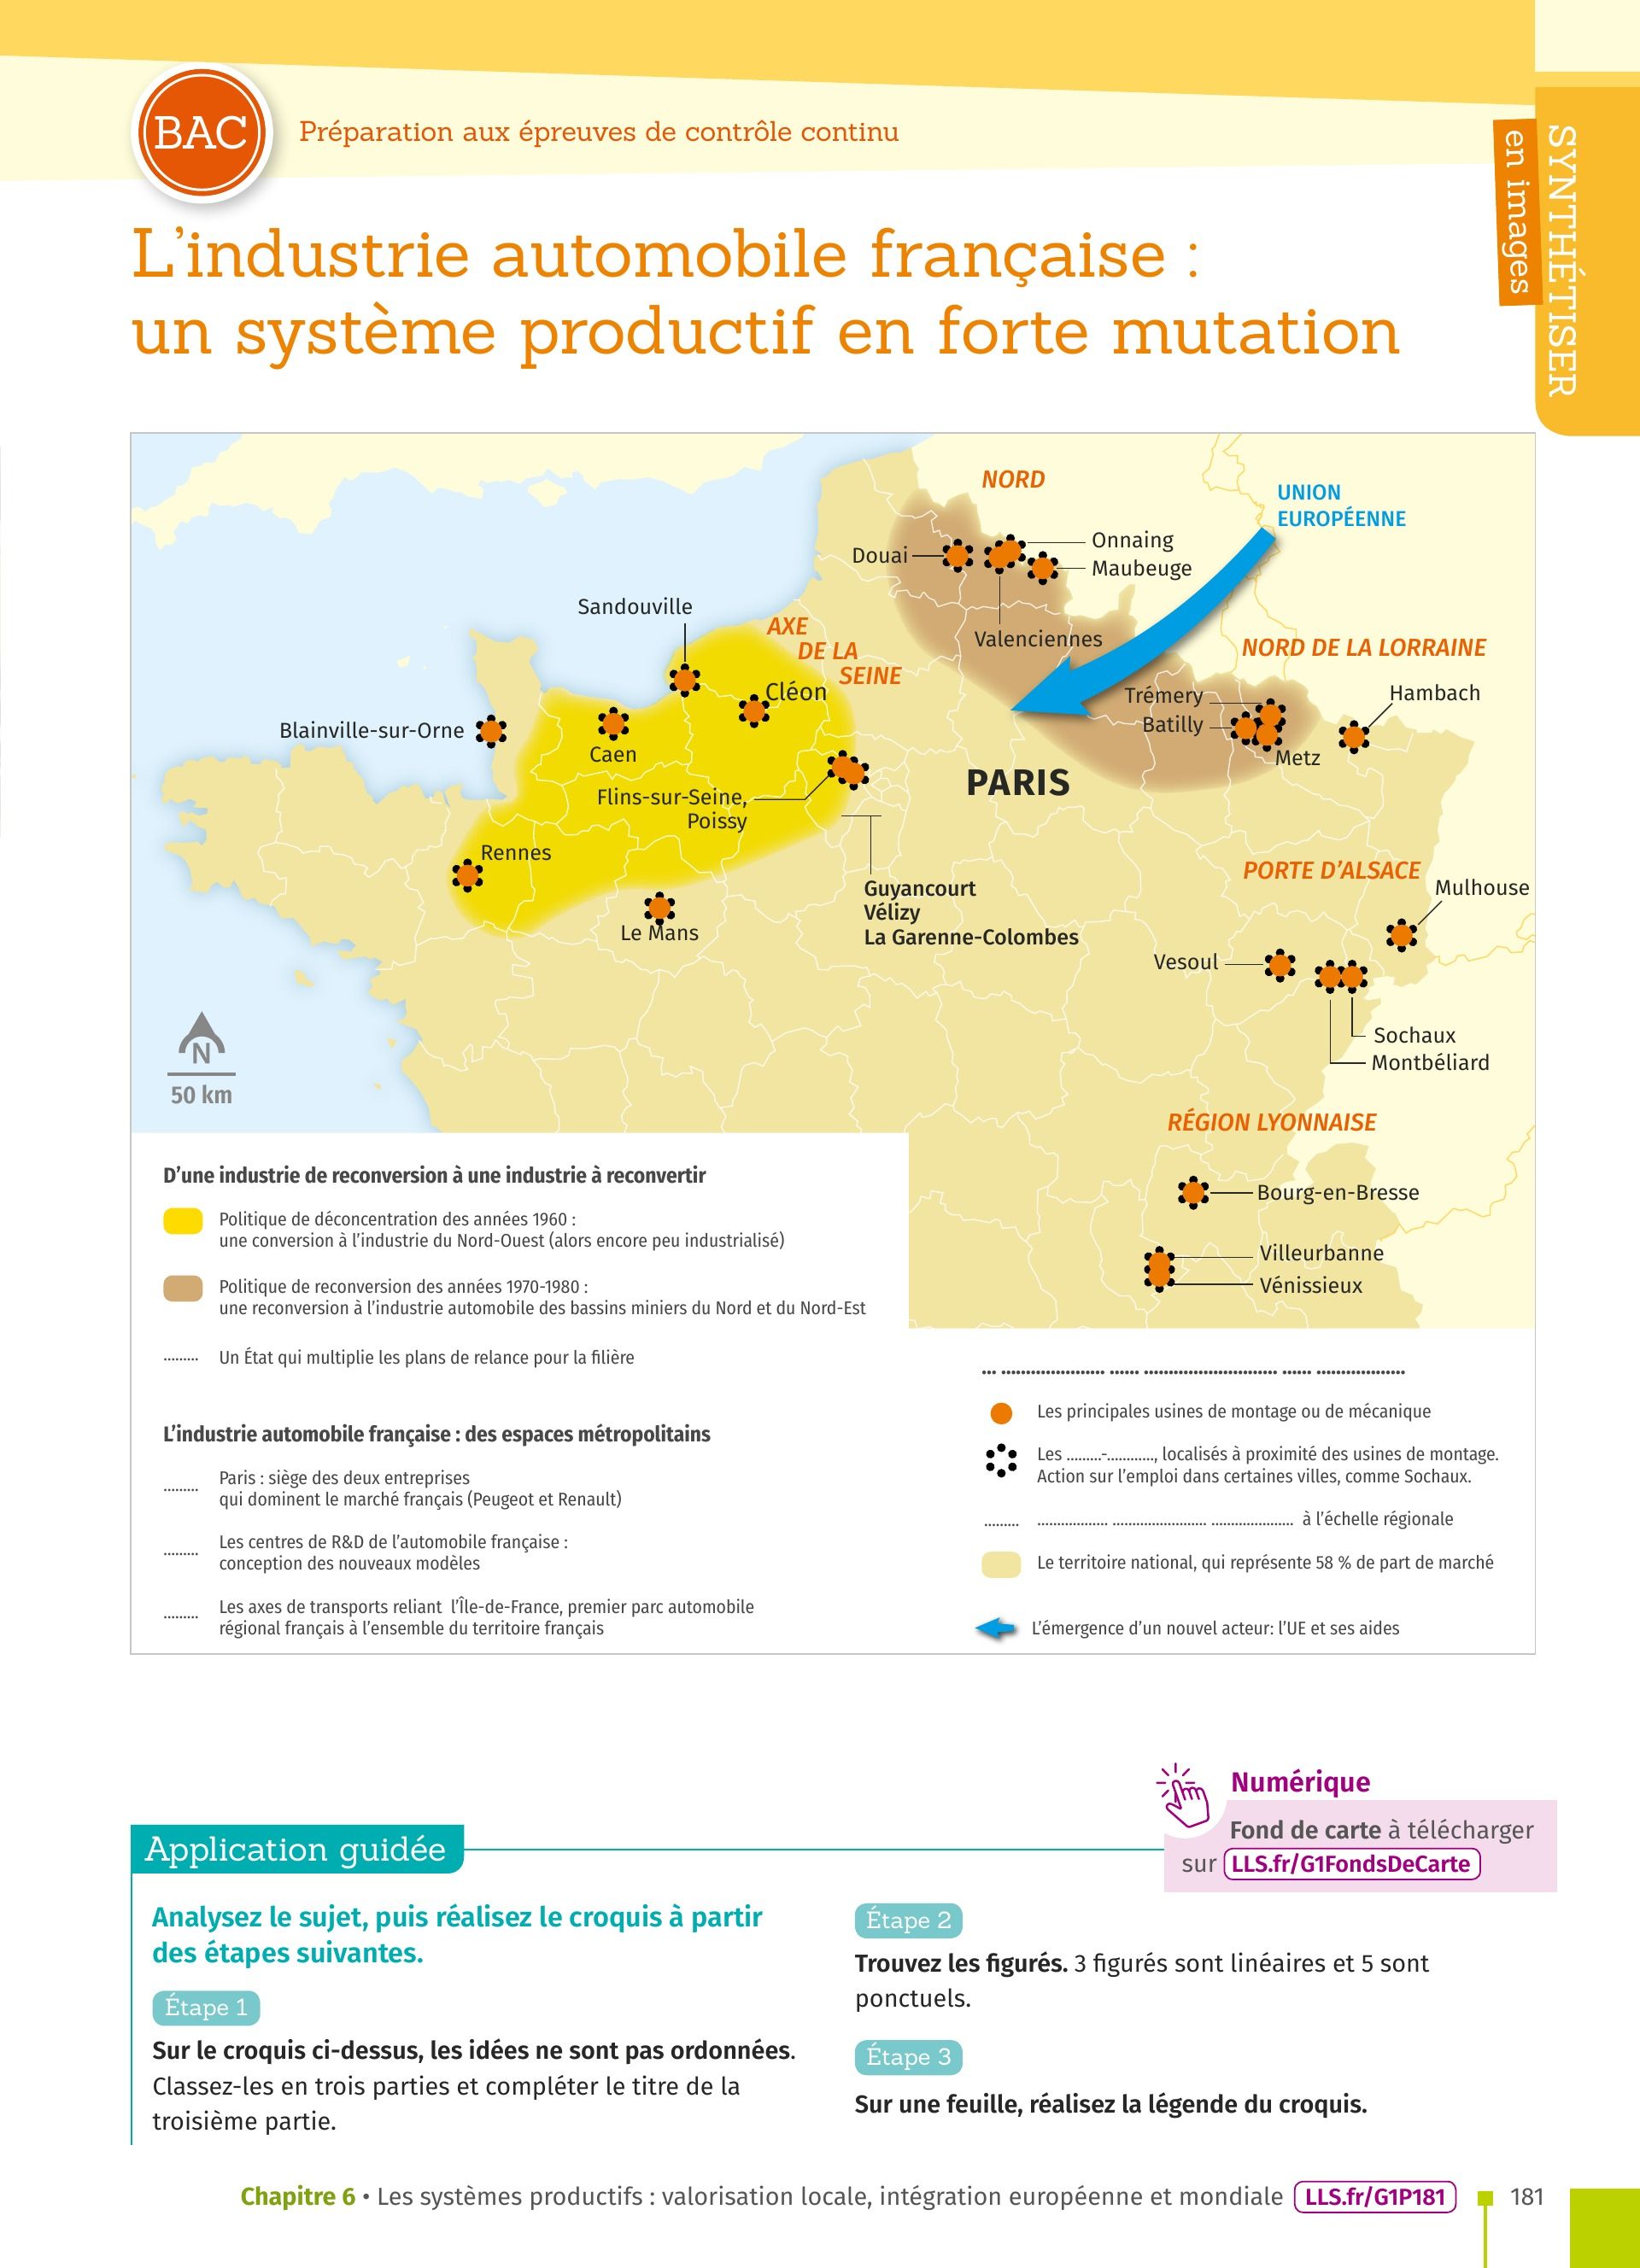 BAC
Préparation aux épreuves de contrôle continu
SYNTHÉTISER
en images
L’industrie automobile française :
un système productif en forte mutation
NORD
UNION
EUROPÉENNE
Douai
Onnaing
Maubeuge
Valenciennes
Sandouville
AXE
DE LA
SEINE
NORD DE LA LORRAINE
Cléon
Trémery
Hambach
Batilly
Blainville-sur-Orne
Caen
Metz
PARIS
Flins-sur-Seine,
Poissy
Rennes
PORTE D’ALSACE
Guyancourt
Vélizy
La Garenne-Colombes
Mulhouse
Le Mans
Vesoul
Sochaux
Montbéliard
N
50 km
RÉGION LYONNAISE
Bourg-en-Bresse
Villeurbanne
Vénissieux
D’une industrie de reconversion à une industrie à reconvertir
Politique de déconcentration des années 1960 :
une conversion à l’industrie du Nord-Ouest (alors encore peu industrialisé)
Politique de reconversion des années 1970-1980 :
une reconversion à l’industrie automobile des bassins miniers du Nord et du Nord-Est
......... Un État qui multiplie les plans de relance pour la filière
L’industrie automobile française : des espaces métropolitains
......... Paris : siège des deux entreprises
qui dominent le marché français (Peugeot et Renault)
......... Les centres de R&D de l’automobile française :
conception des nouveaux modèles
......... Les axes de transports reliant l’Île-de-France, premier parc automobile
régional français à l’ensemble du territoire français
... ..................... ...... ........................... ...... ..................
Les principales usines de montage ou de mécanique
Les .........-............, localisés à proximité des usines de montage.
Action sur l’emploi dans certaines villes, comme Sochaux.
......... .................. ........................ ..................... à l’échelle régionale
Le territoire national, qui représente 58 % de part de marché
L’émergence d’un nouvel acteur: l’UE et ses aides
Numérique
Fond de carte à télécharger
sur LLS.fr/G1FondsDeCarte
Application guidée
Analysez le sujet, puis réalisez le croquis à partir
des étapes suivantes.
Étape 1
Sur le croquis ci-dessus, les idées ne sont pas ordonnées.
Classez-les en trois parties et compléter le titre de la
troisième partie.
Étape 2
Trouvez les figurés. 3 figurés sont linéaires et 5 sont
ponctuels.
Étape 3
Sur une feuille, réalisez la légende du croquis.
Chapitre 6 • Les systèmes productifs : valorisation locale, intégration européenne et mondiale LLS.fr/G1P181 181